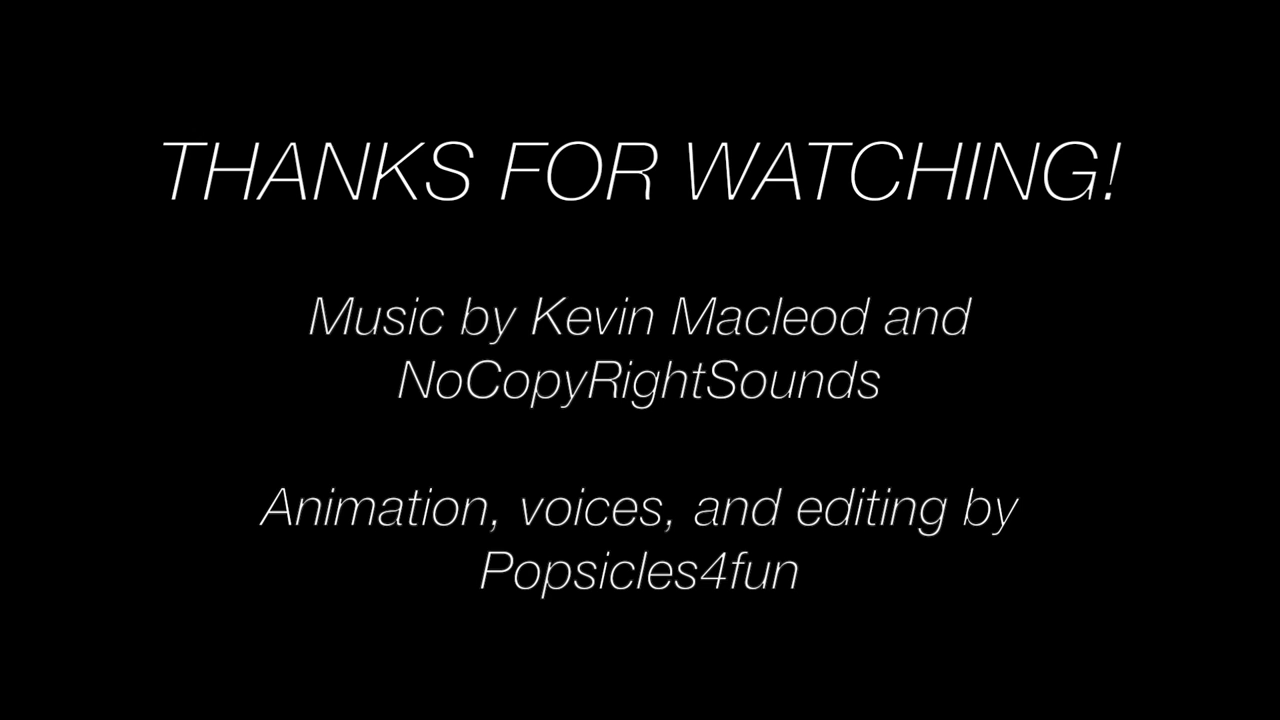 THANKS FOR WATCHING!
Music by Kevin Macleod and
NoCopyRightSounds
Animation, voices, and editing by
Popsicles4fun